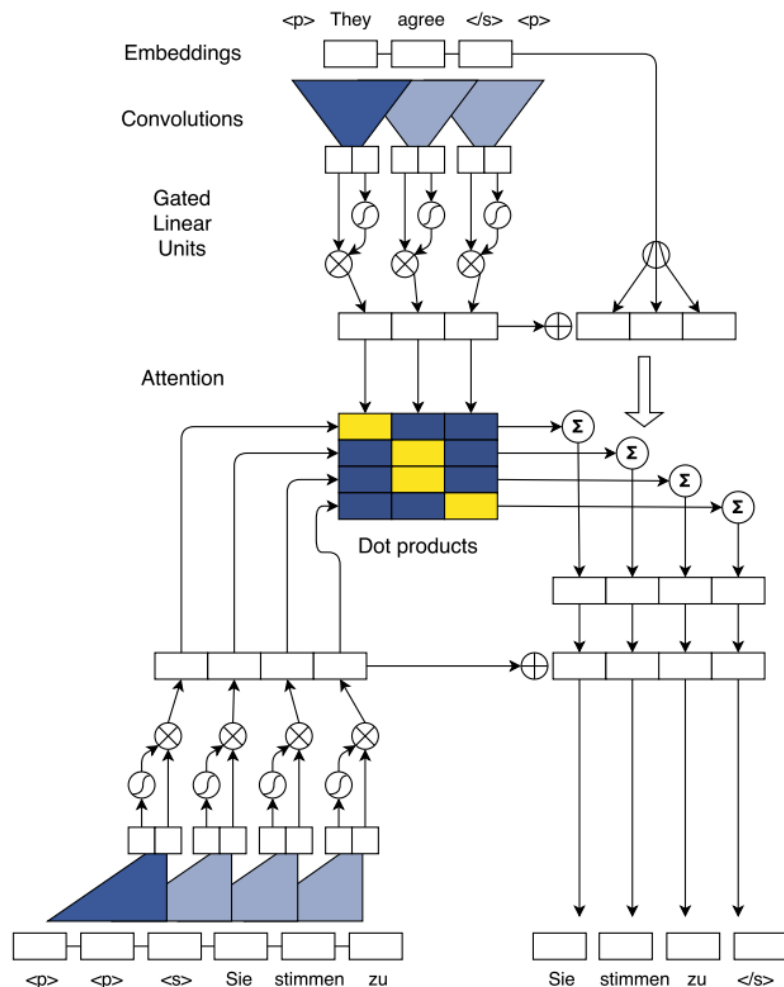 <p> They agree </s> <p>
Embeddings
Convolutions
Gated
Linear
Units
Attention
Σ
Σ
Σ
Σ
Dot products
<p> <p> <s> Sie stimmen zu
Sie stimmen zu </s>